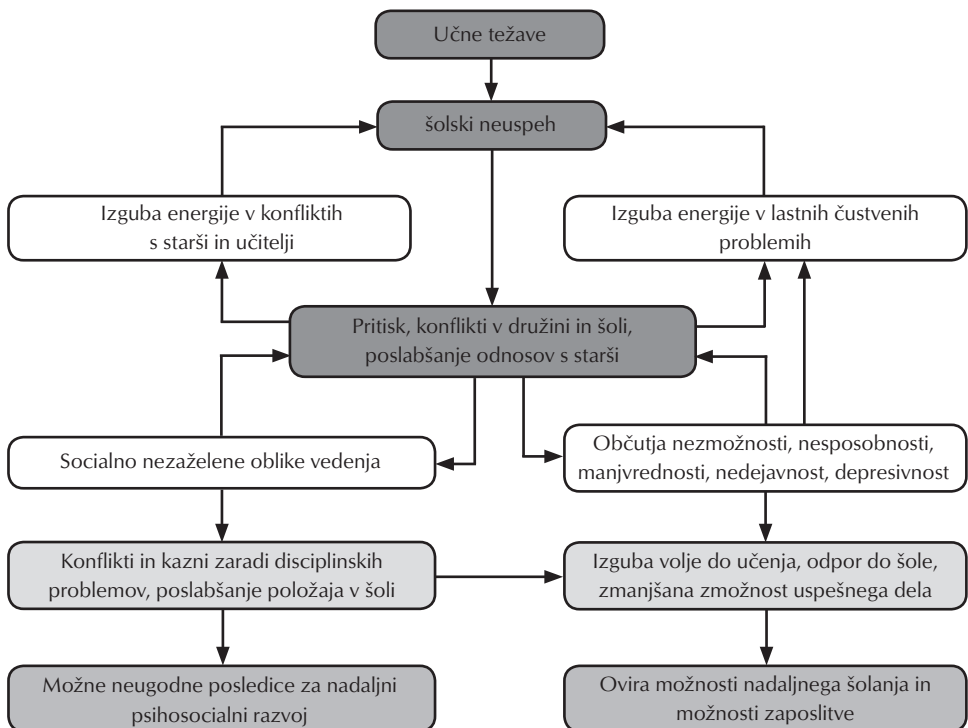 Učne težave
šolski neuspeh
Izguba energije v konfliktih
s starši in učitelji
Izguba energije v lastnih čustvenih
problemih
Pritisk, konflikti v družini in šoli,
poslabšanje odnosov s starši
Socialno nezaželene oblike vedenja
Občutja nezmožnosti, nesposobnosti,
manjvrednosti, nedejavnost, depresivnost
Konflikti in kazni zaradi disciplinskih
problemov, poslabšanje položaja v šoli
Izguba volje do učenja, odpor do šole,
zmanjšana zmožnost uspešnega dela
Možne neugodne posledice za nadaljni
psihosocialni razvoj
Ovira možnosti nadaljnega šolanja in
možnosti zaposlitve